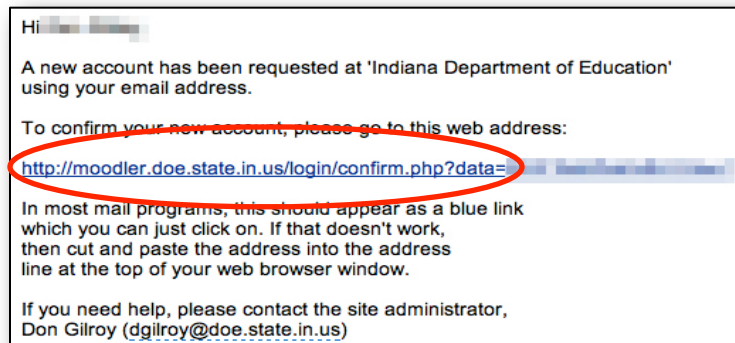 Hi
A new account has been requested at 'Indiana Department of Education'
using your email address.
To confirm your new account, please go to this web address:
http://moodler.doe.state.in.us/login/confirm.php?data=
In most mail programs, this should appear as a blue link
which you can just click on. If that doesn't work,
then cut and paste the address into the address
line at the top of your web browser window.
If you need help, please contact the site administrator,
Don Gilroy (dgilroy@doe.state.in.us)